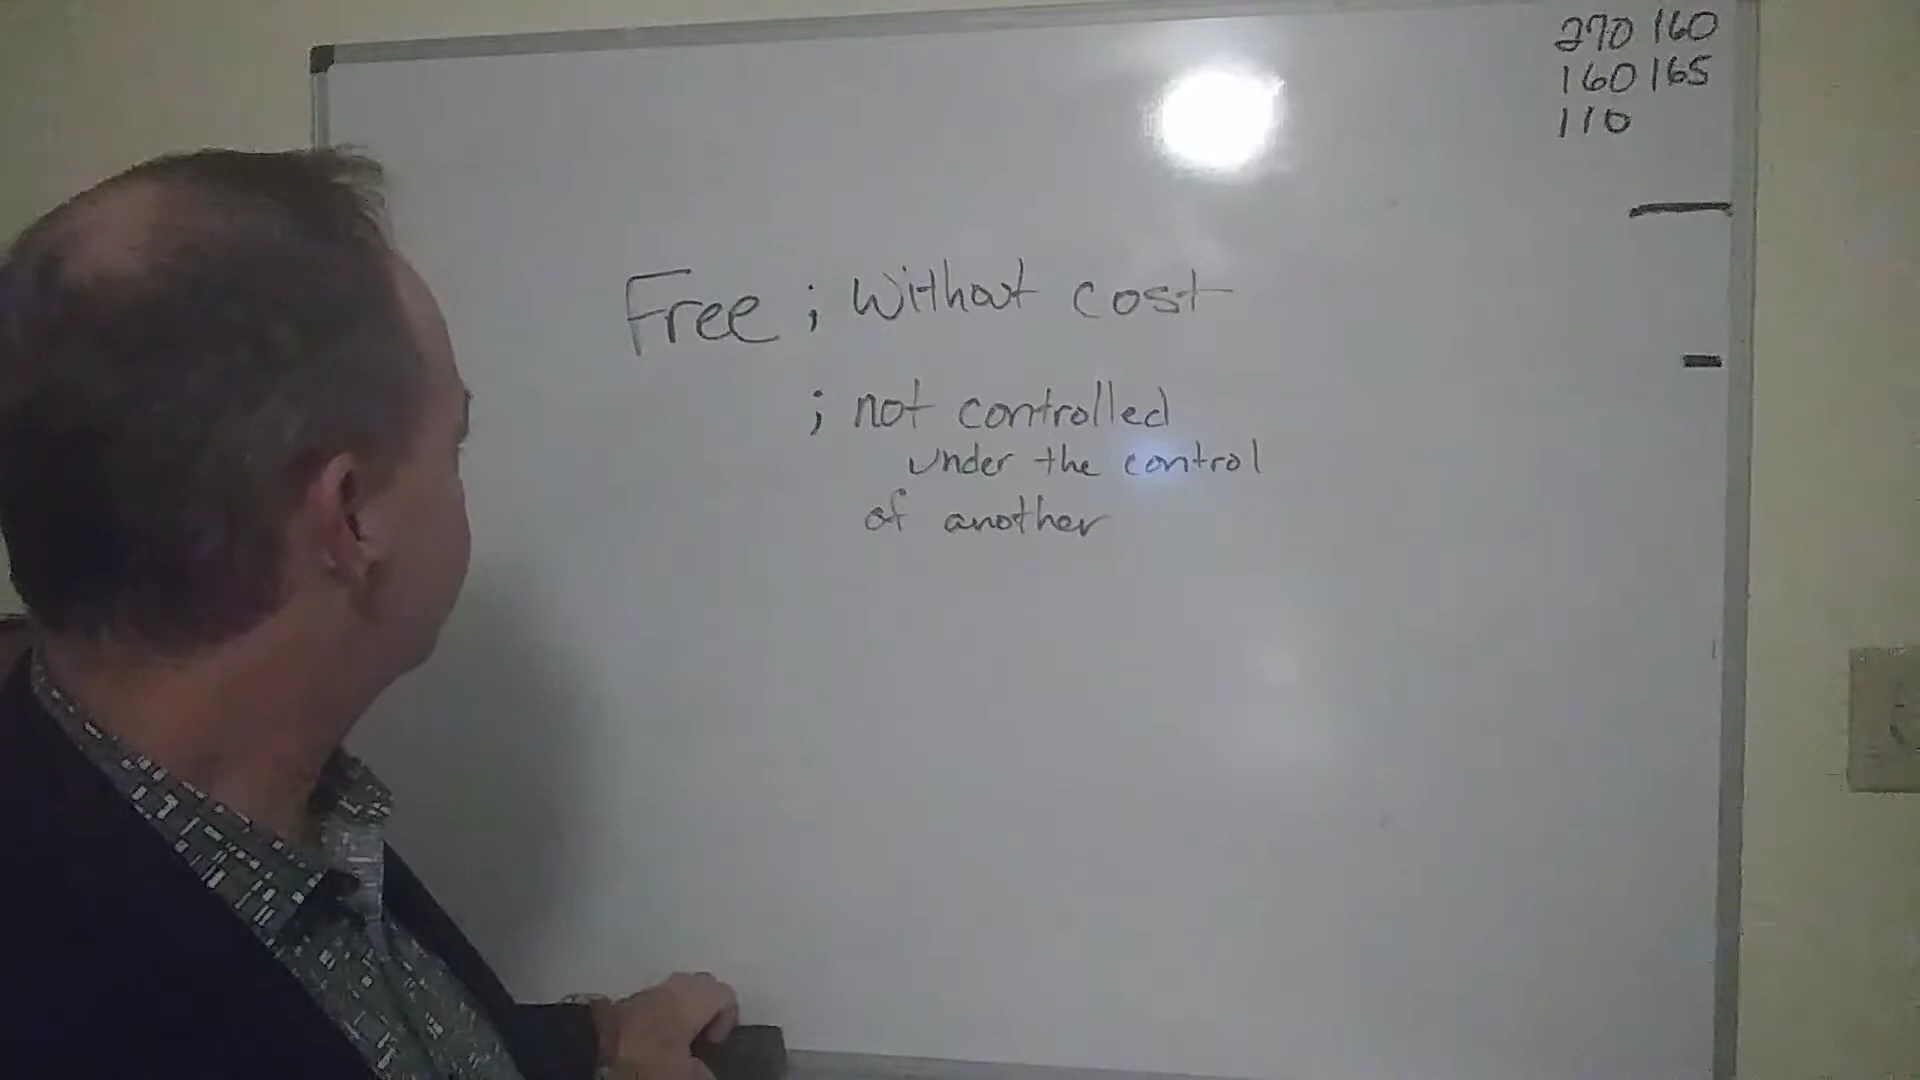 270 160
160 165
110
Free ; Without cost
; not controlled
under the control
of another